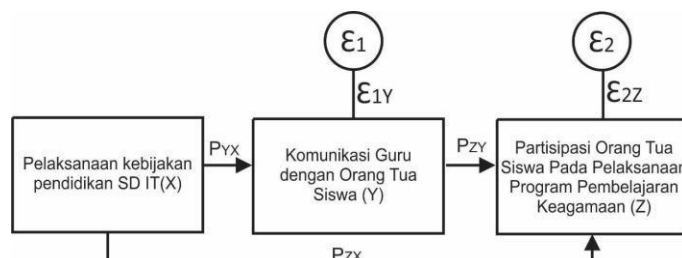 ε1
ε2
ε1Y
ε2Z
Pelaksanaan kebijakan
pendidikan SD IT(X)
PYX
Komunikasi Guru
dengan Orang Tua
Siswa (Y)
PZY
Partisipasi Orang Tua
Siswa Pada Pelaksanaan
Program Pembelajaran
Keagamaan (Z)
PZX